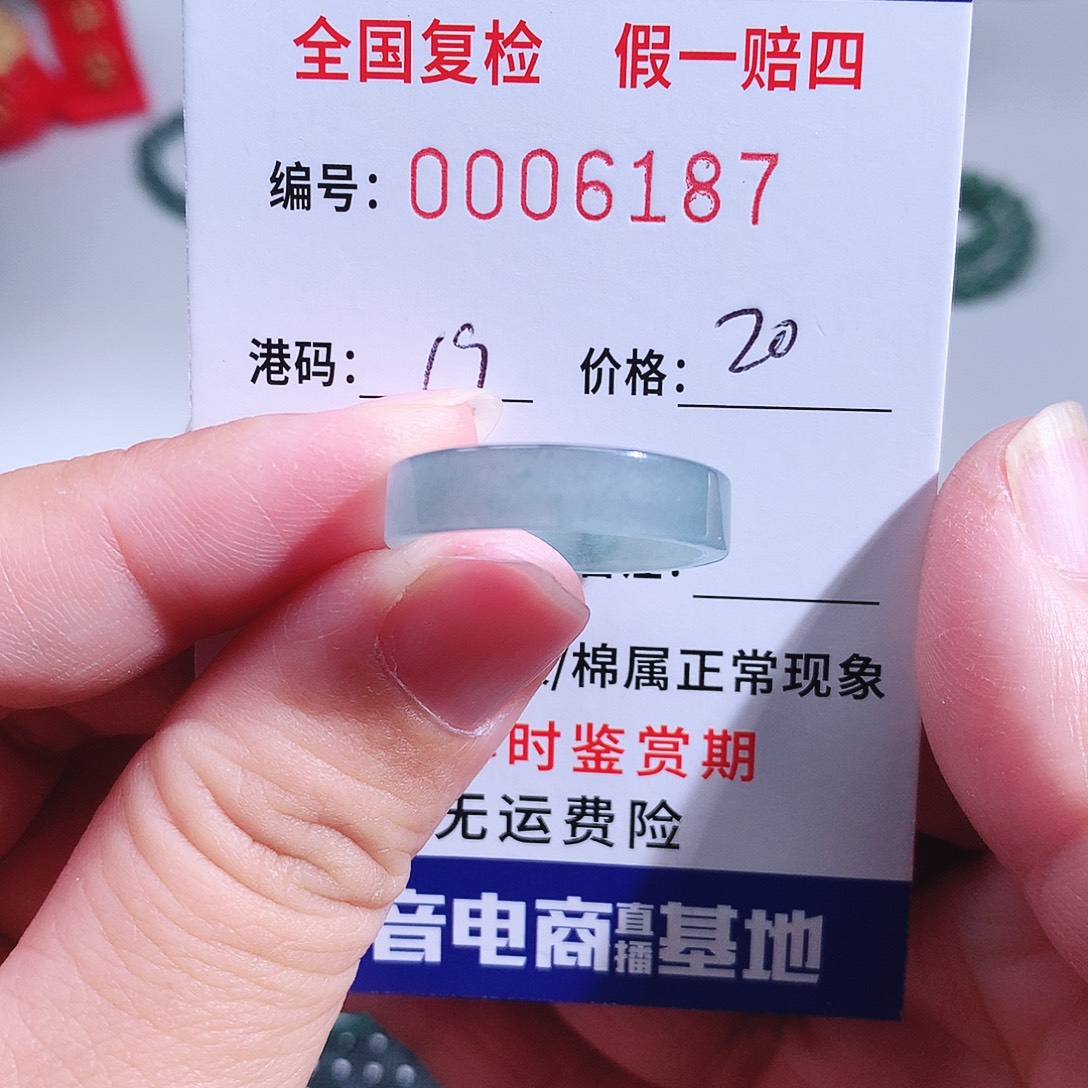 全国复检 假一赔四
编号：0006187
港码：19 价格：20
/棉属正常现象
时鉴赏期
无运费险
音电商直播基地